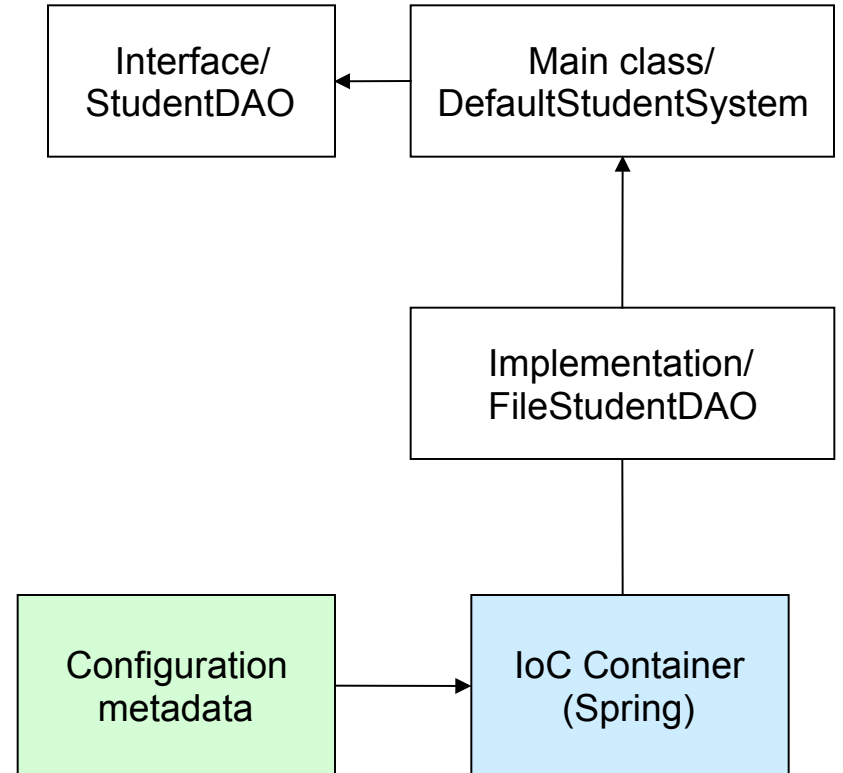 Interface/
StudentDAO
Main class/
DefaultStudentSystem
Implementation/
FileStudentDAO
Configuration
metadata
IoC Container
(Spring)